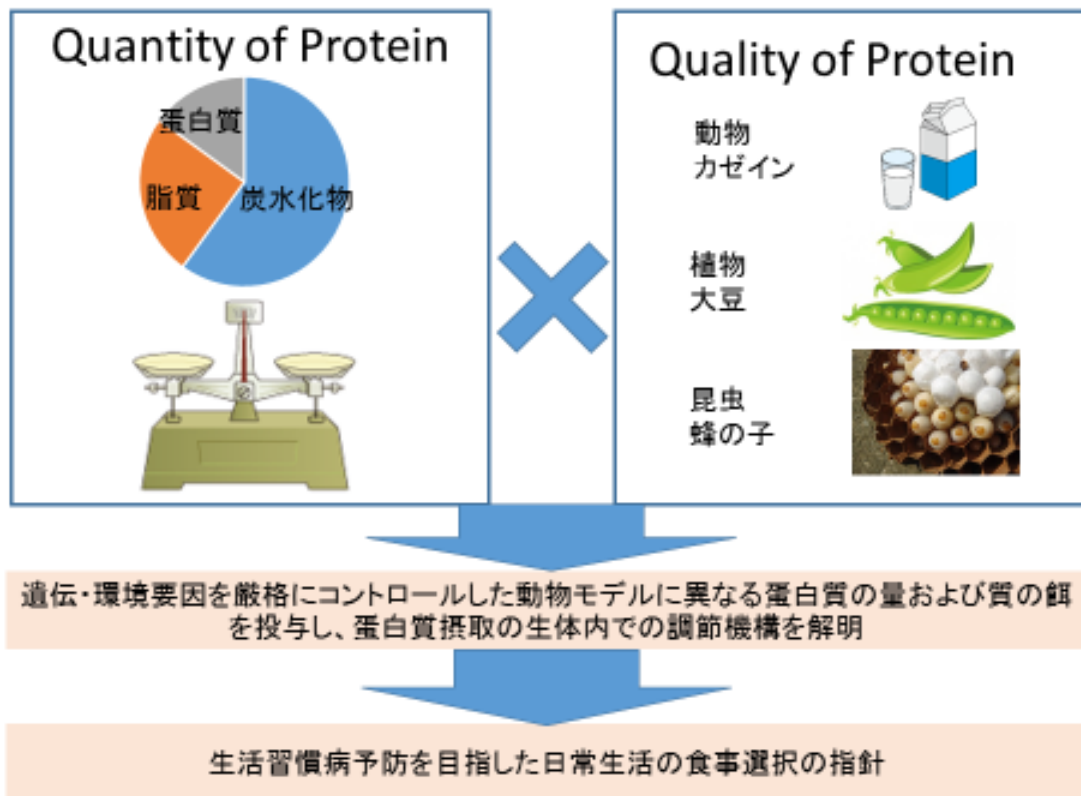 Quantity of Protein
蛋白質
脂質
炭水化物
Quality of Protein
動物
カゼイン
植物
大豆
昆虫
蜂の子
遺伝・環境要因を厳格にコントロールした動物モデルに異なる蛋白質の量および質の餌
を投与し、蛋白質摂取の生体内での調節機構を解明
生活習慣病予防を目指した日常生活の食事選択の指針